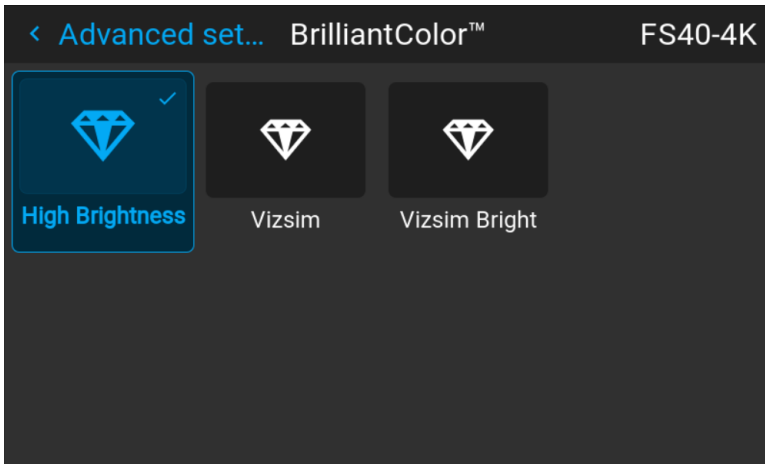 Advanced set... BrilliantColor™ FS40-4K
High Brightness
Vizsim
Vizsim Bright